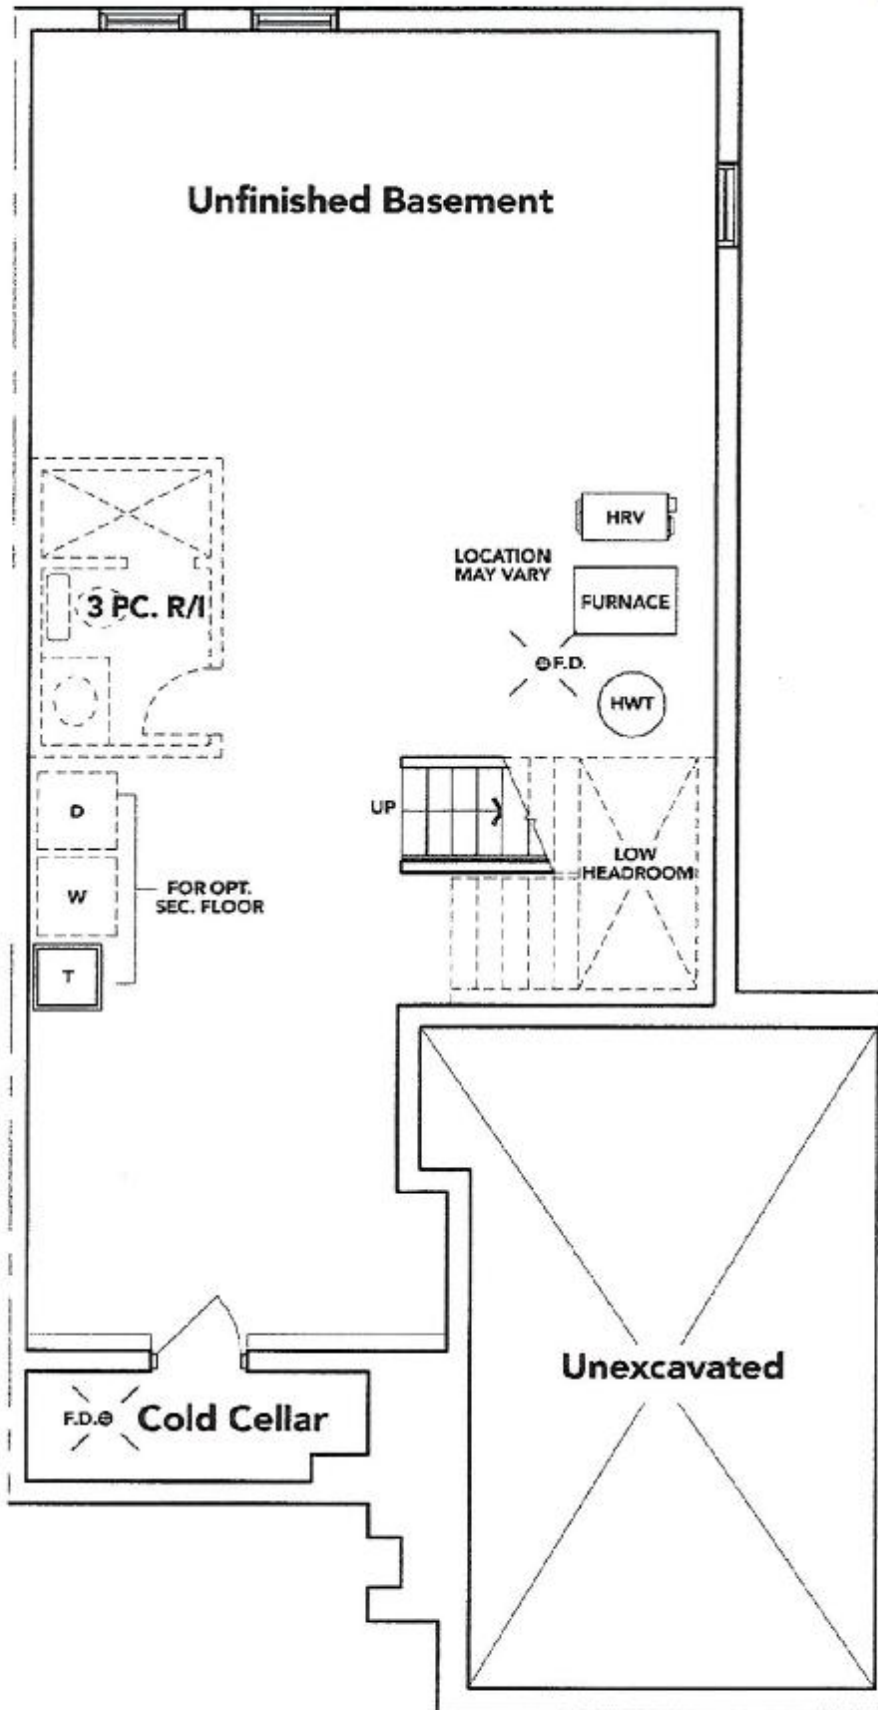 Unfinished Basement
HRV
LOCATION
MAY VARY
FURNACE
3 PC. R/I
F.D.
HWT
UP
D
LOW
HEADROOM
W
FOR OPT.
SEC. FLOOR
T
Unexcavated
F.D.
Cold Cellar